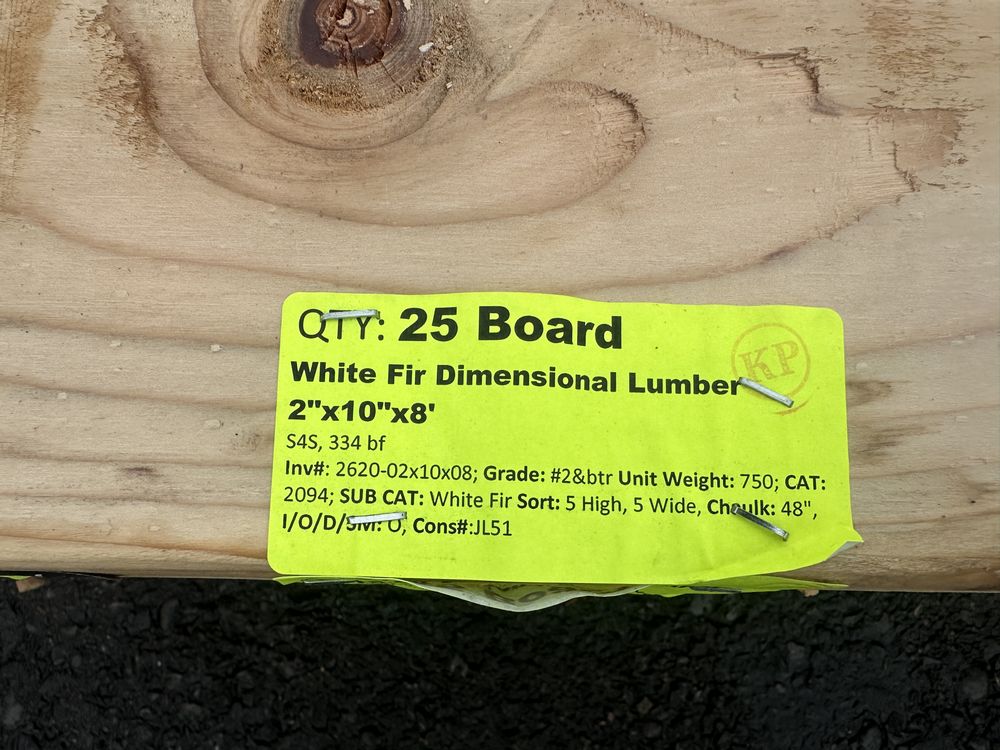 QTY: 25 Board
KP
White Fir Dimensional Lumber
2"x10"x8'
S4S, 334 bf
Inv#: 2620-02x10x08; Grade: #2&btr Unit Weight: 750; CAT:
2094; SUB CAT: White Fir Sort: 5 High, 5 Wide, Chaulk: 48",
I/O/D/SM: O, Cons#:JL51